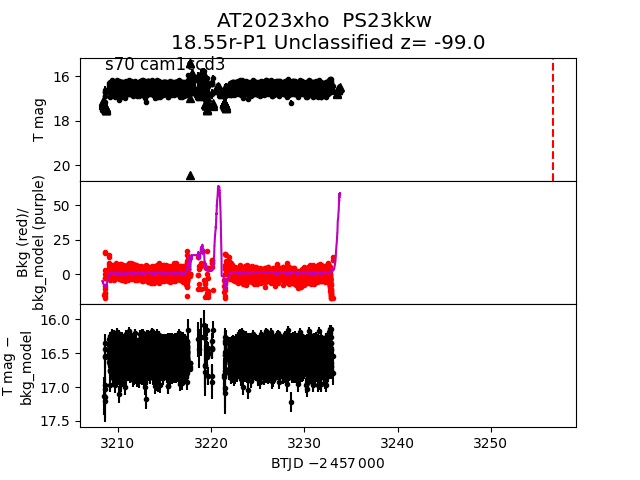 AT2023xho  PS23kkw
18.55r-P1 Unclassified z= -99.0
s70 cam1 ccd3
16
18
20
T mag
50
25
0
Bkg (red)/
bkg_model (purple)
16.0
16.5
17.0
17.5
T mag −
bkg_model
3210
3220
3230
3240
3250
BTJD −2 457 000